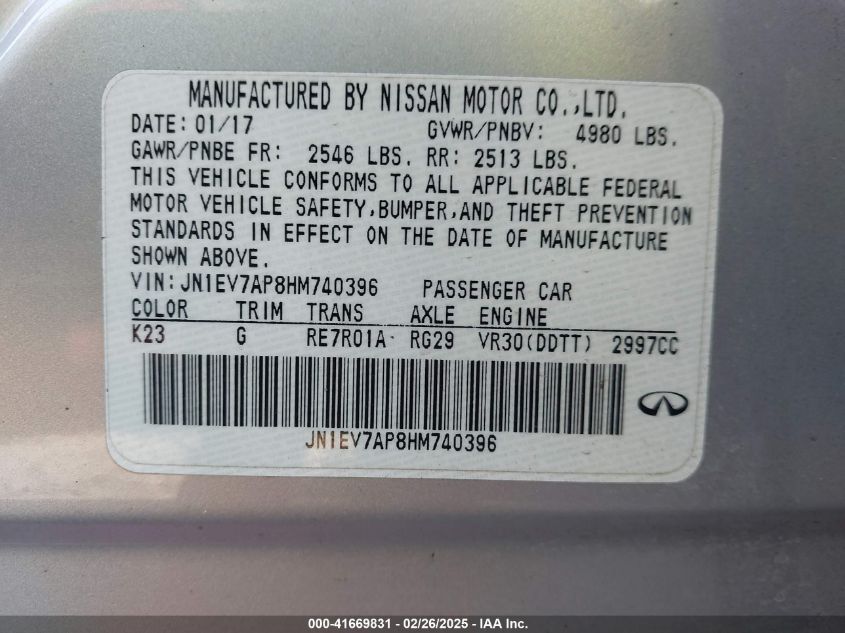 MANUFACTURED BY NISSAN MOTOR CO.,LTD.
DATE: 01/17 GVWR/PNBV: 4980 LBS.
GAWR/PNBE FR: 2546 LBS. RR: 2513 LBS.
THIS VEHICLE CONFORMS TO ALL APPLICABLE FEDERAL
MOTOR VEHICLE SAFETY,BUMPER,AND THEFT PREVENTION
STANDARDS IN EFFECT ON THE DATE OF MANUFACTURE
SHOWN ABOVE.
VIN:JN1EV7AP8HM740396 PASSENGER CAR
COLOR TRIM TRANS AXLE ENGINE
K23 G RE7R01A RG29 VR30(DDTT) 2997CC
JN1EV7AP8HM740396
000-41669831 - 02/26/2025 - IAA Inc.